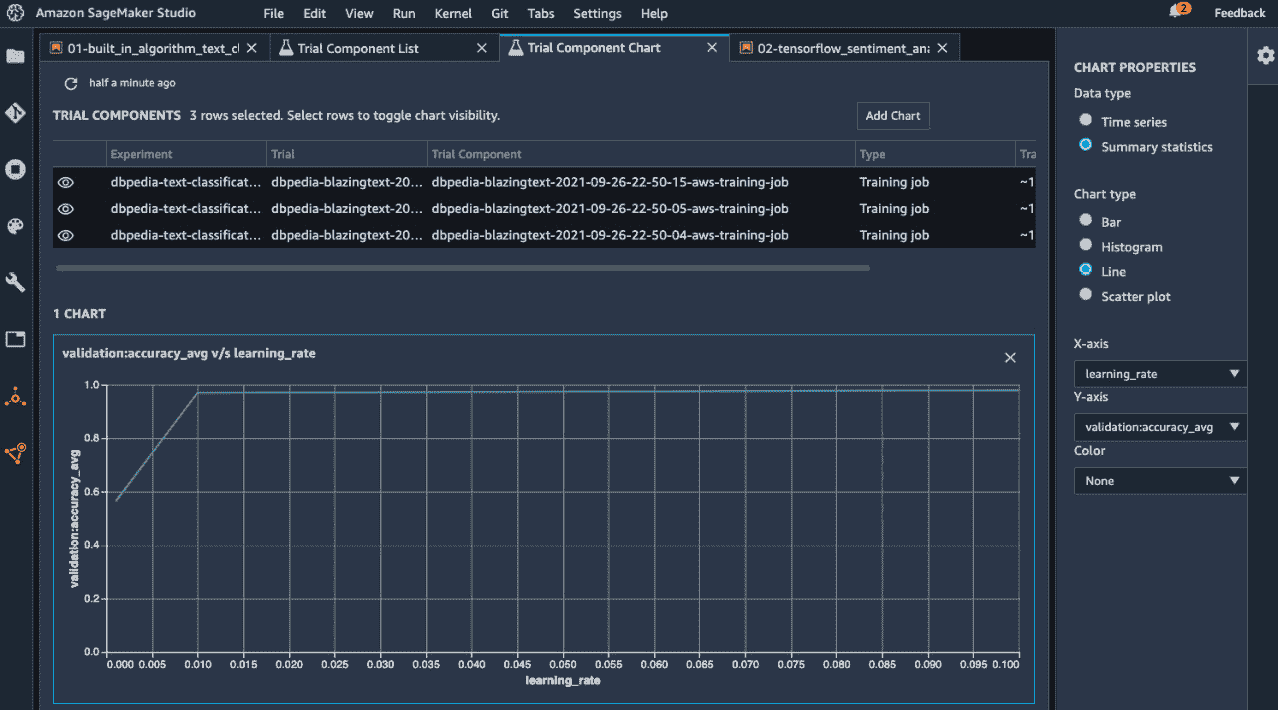 Amazon SageMaker Studio File Edit View Run Kernel Git Tabs Settings Help 2 Feedback
01-built_in_algorithm_text_cl Trial Component List Trial Component Chart 02-tensorflow_sentiment_ana
half a minute ago
TRIAL COMPONENTS 3 rows selected. Select rows to toggle chart visibility. Add Chart
Experiment Trial Trial Component Type Tra
dbpedia-text-classificat... dbpedia-blazingtext-20... dbpedia-blazingtext-2021-09-26-22-50-15-aws-training-job Training job ~1
dbpedia-text-classificat... dbpedia-blazingtext-20... dbpedia-blazingtext-2021-09-26-22-50-05-aws-training-job Training job ~1
dbpedia-text-classificat... dbpedia-blazingtext-20... dbpedia-blazingtext-2021-09-26-22-50-04-aws-training-job Training job ~1
1 CHART
validation:accuracy_avg v/s learning_rate
1.0
0.8
0.6
0.4
0.2
0.0
validation:accuracy_avg
0.000 0.005 0.010 0.015 0.020 0.025 0.030 0.035 0.040 0.045 0.050 0.055 0.060 0.065 0.070 0.075 0.080 0.085 0.090 0.095 0.100
learning_rate
CHART PROPERTIES
Data type
Time series
Summary statistics
Chart type
Bar
Histogram
Line
Scatter plot
X-axis
learning_rate
Y-axis
validation:accuracy_avg
Color
None